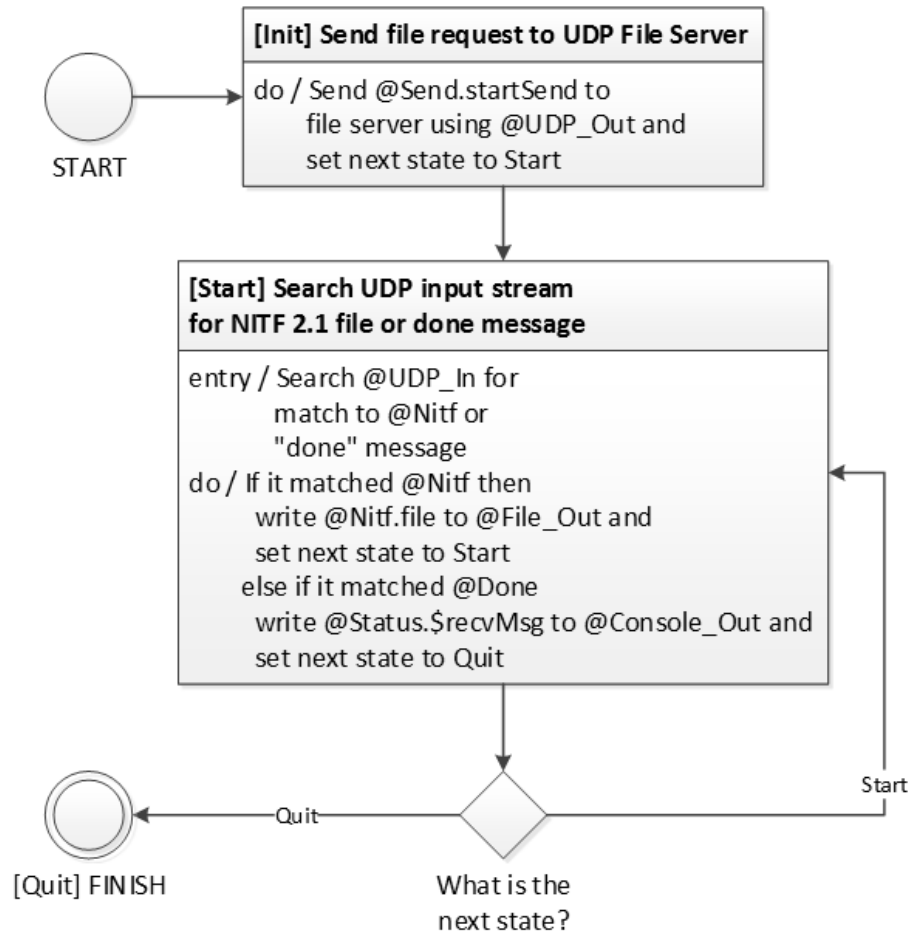 [Init] Send file request to UDP File Server
do / Send @Send.startSend to
file server using @UDP_Out and
set next state to Start
START
[Start] Search UDP input stream
for NITF 2.1 file or done message
entry / Search @UDP_In for
match to @Nitf or
"done" message
do / If it matched @Nitf then
write @Nitf.file to @File_Out and
set next state to Start
else if it matched @Done
write @Status.$recvMsg to @Console_Out and
set next state to Quit
Start
Quit
[Quit] FINISH
What is the
next state?